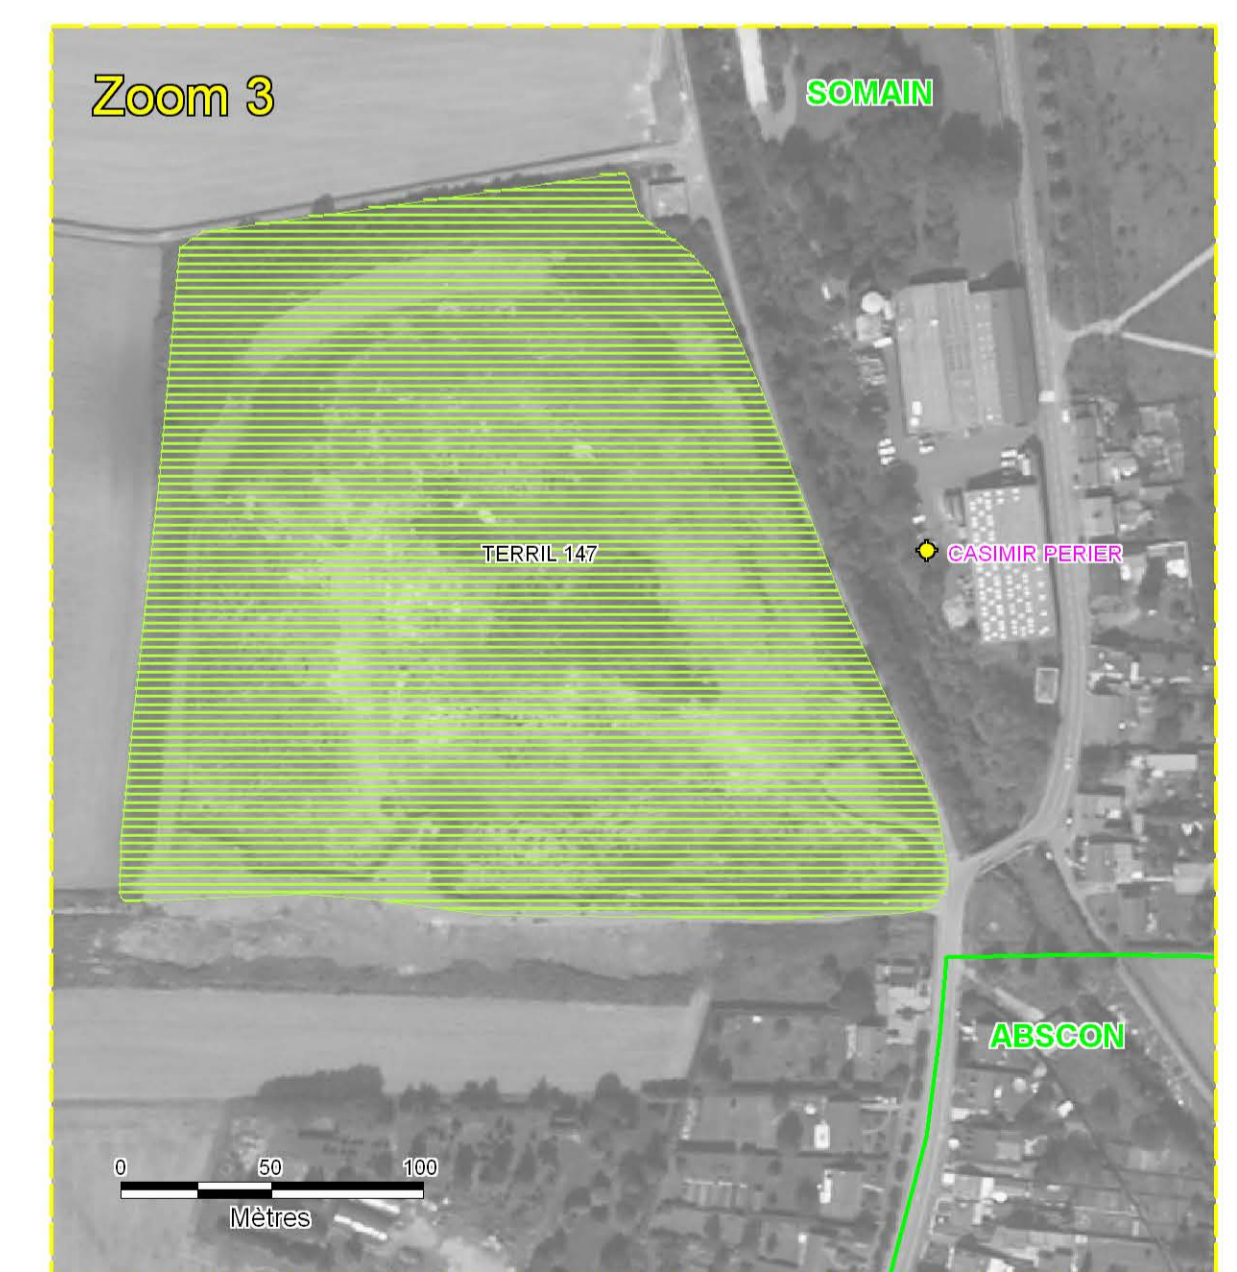 Zoom 3
SOMAIN
TERRIL 147
CASIMIR PERIER
ABSCON
0 50 100
Mètres